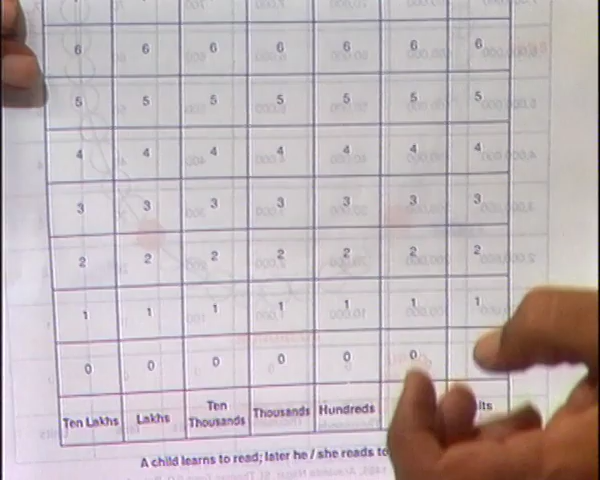 6 6 6 6 6 6 6
5 5 5 5 5 5 5
4 4 4 4 4 4 4
3 3 3 3 3 3 3
2 2 2 2 2 2 2
1 1 1 1 1 1 1
0 0 0 0 0 0
Ten Lakhs Lakhs Ten Thousands Thousands Hundreds
A child learns to read; later he / she reads to